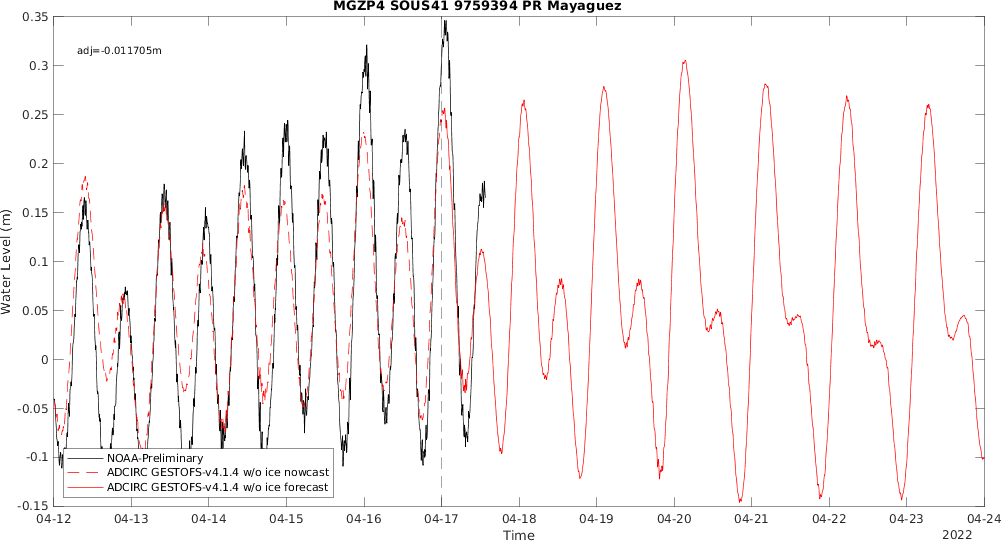 MGZP4 SOUS41 9759394 PR Mayaguez
adj=-0.011705m
Water Level (m)
0.35
0.3
0.25
0.2
0.15
0.1
0.05
0
-0.05
-0.1
-0.15
NOAA-Preliminary
ADCIRC GESTOFS-v4.1.4 w/o ice nowcast
ADCIRC GESTOFS-v4.1.4 w/o ice forecast
04-12 04-13 04-14 04-15 04-16 04-17 04-18 04-19 04-20 04-21 04-22 04-23 04-24
Time
2022